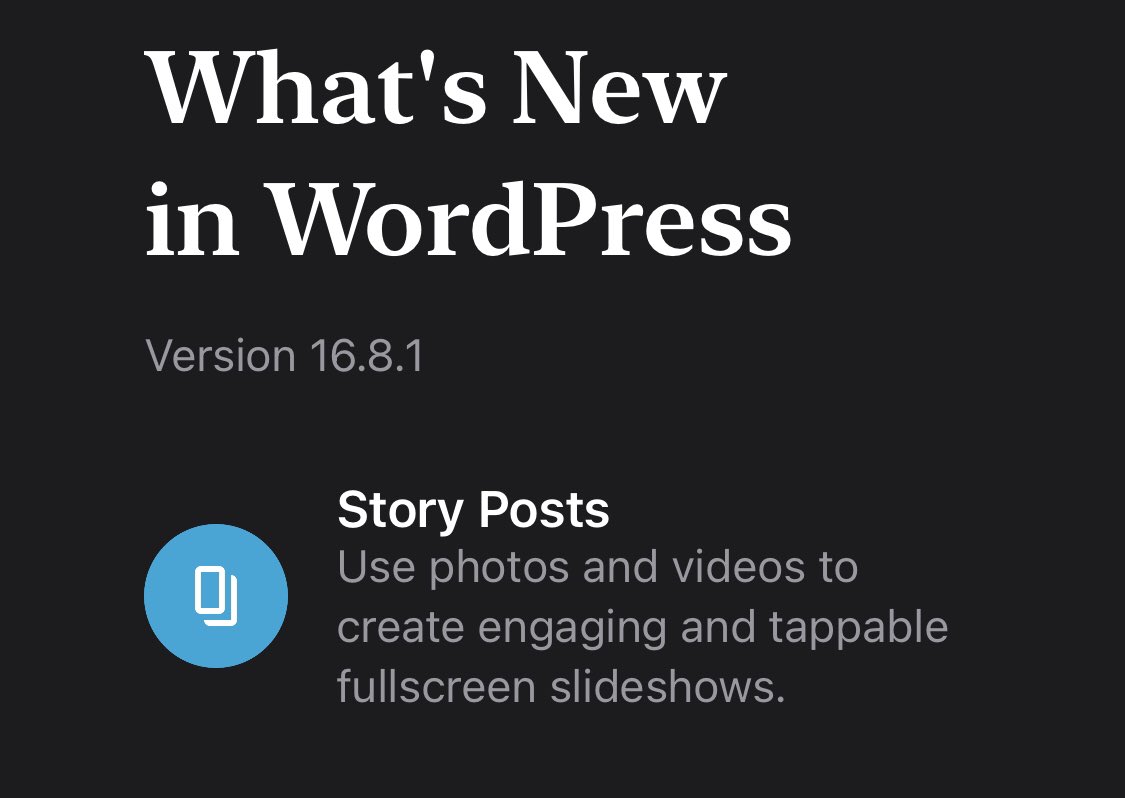 What's New
in WordPress
Version 16.8.1
Story Posts
Use photos and videos to
create engaging and tappable
fullscreen slideshows.